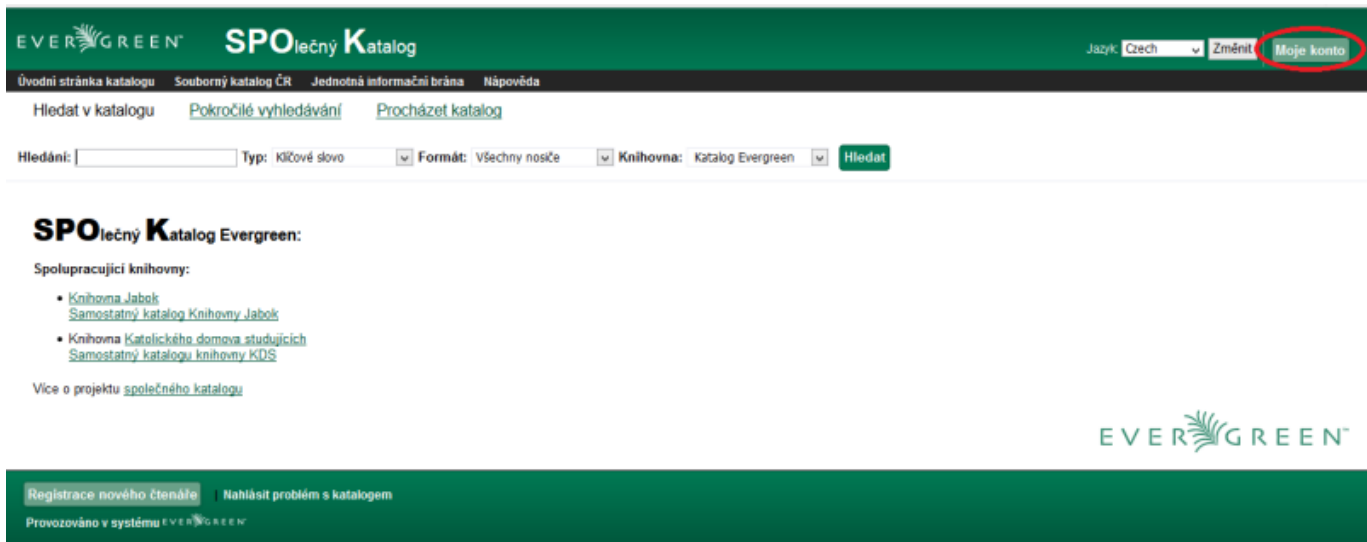 EVERGREEN SPOlečný Katalog Jazyk: Czech Změnit Moje konto
Úvodní stránka katalogu Souborný katalog ČR Jednotná informační brána Nápověda
Hledat v katalogu Pokročilé vyhledávání Procházet katalog
Hledání: Typ: Klíčové slovo Formát: Všechny nosiče Knihovna: Katalog Evergreen Hledat
SPOlečný Katalog Evergreen:
Spolupracující knihovny:
Knihovna Jabok
Samostatný katalog Knihovny Jabok
Knihovna Katolického domova studujících
Samostatný katalogu knihovny KDS
Více o projektu společného katalogu
EVERGREEN
Registrace nového čtenáře | Nahlásit problém s katalogem
Provozováno v systému EVERGREEN